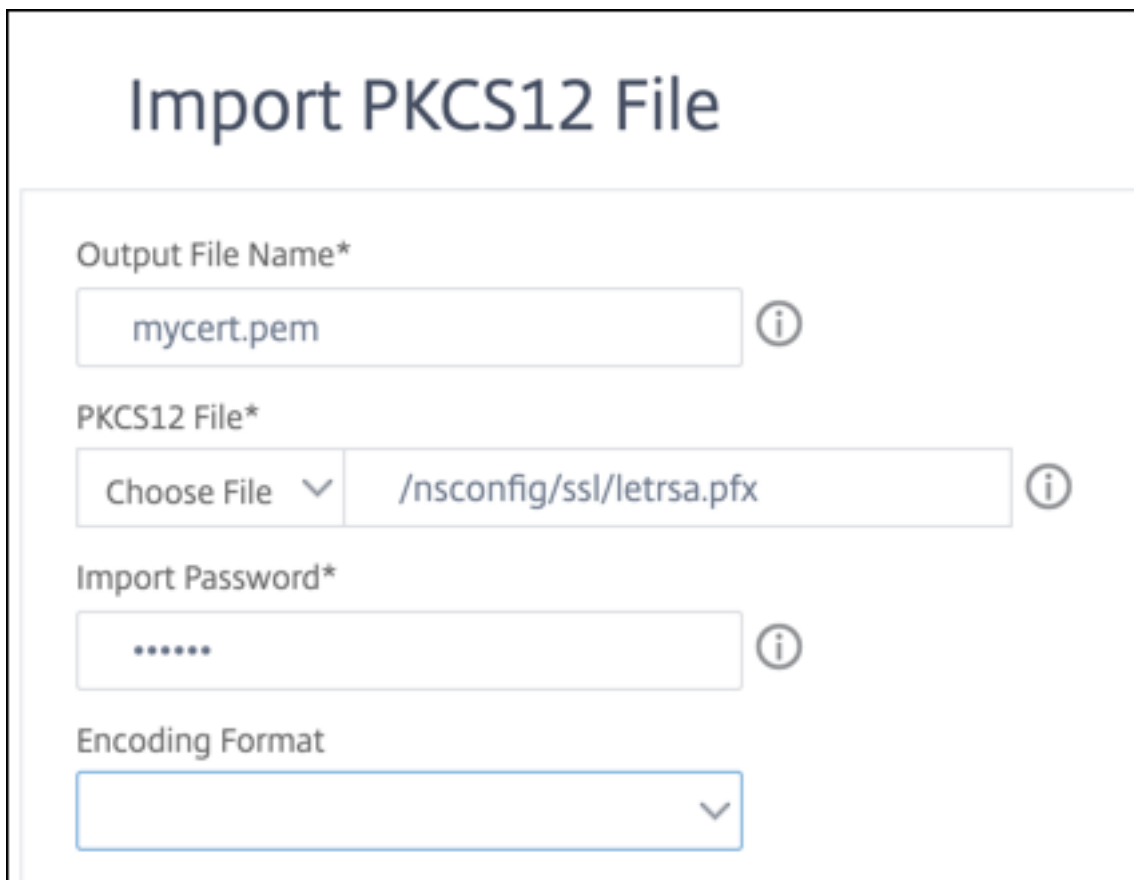 Import PKCS12 File
Output File Name*
mycert.pem
PKCS12 File*
Choose File
/nsconfig/ssl/letrsa.pfx
Import Password*
••••••
Encoding Format